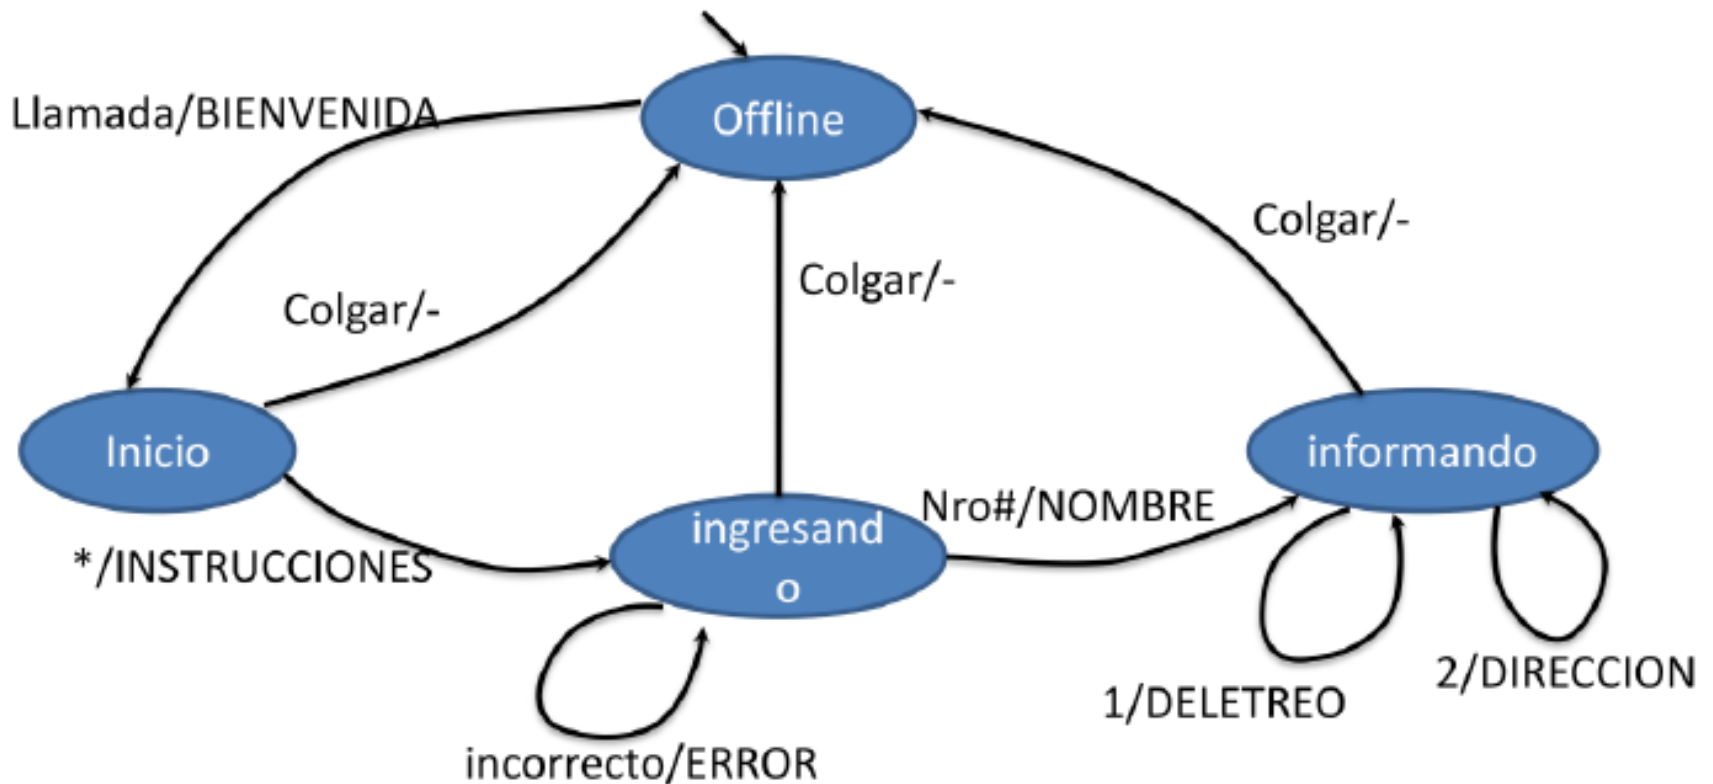 Llamada/BIENVENIDA
Offline
Colgar/-
Colgar/-
Colgar/-
Inicio
informando
*/INSTRUCCIONES
ingresand
o
Nro#/NOMBRE
incorrecto/ERROR
1/DELETREO
2/DIRECCION